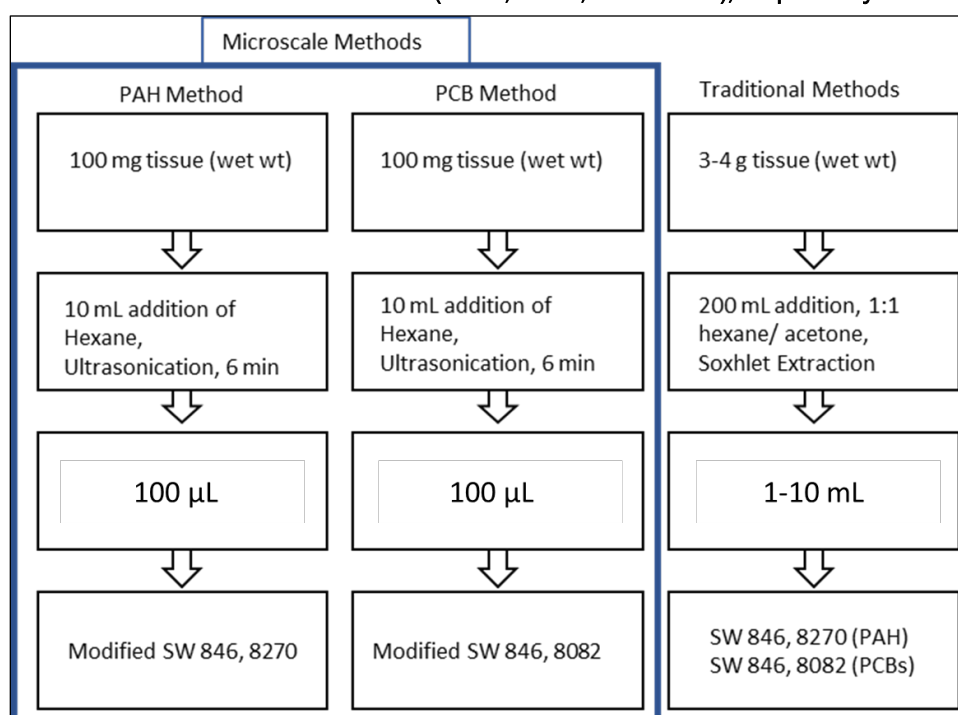 Microscale Methods
PAH Method
100 mg tissue (wet wt)
10 mL addition of
Hexane,
Ultrasonication, 6 min
100 µL
Modified SW 846, 8270
PCB Method
100 mg tissue (wet wt)
10 mL addition of
Hexane,
Ultrasonication, 6 min
100 µL
Modified SW 846, 8082
Traditional Methods
3-4 g tissue (wet wt)
200 mL addition, 1:1
hexane/ acetone,
Soxhlet Extraction
1-10 mL
SW 846, 8270 (PAH)
SW 846, 8082 (PCBs)